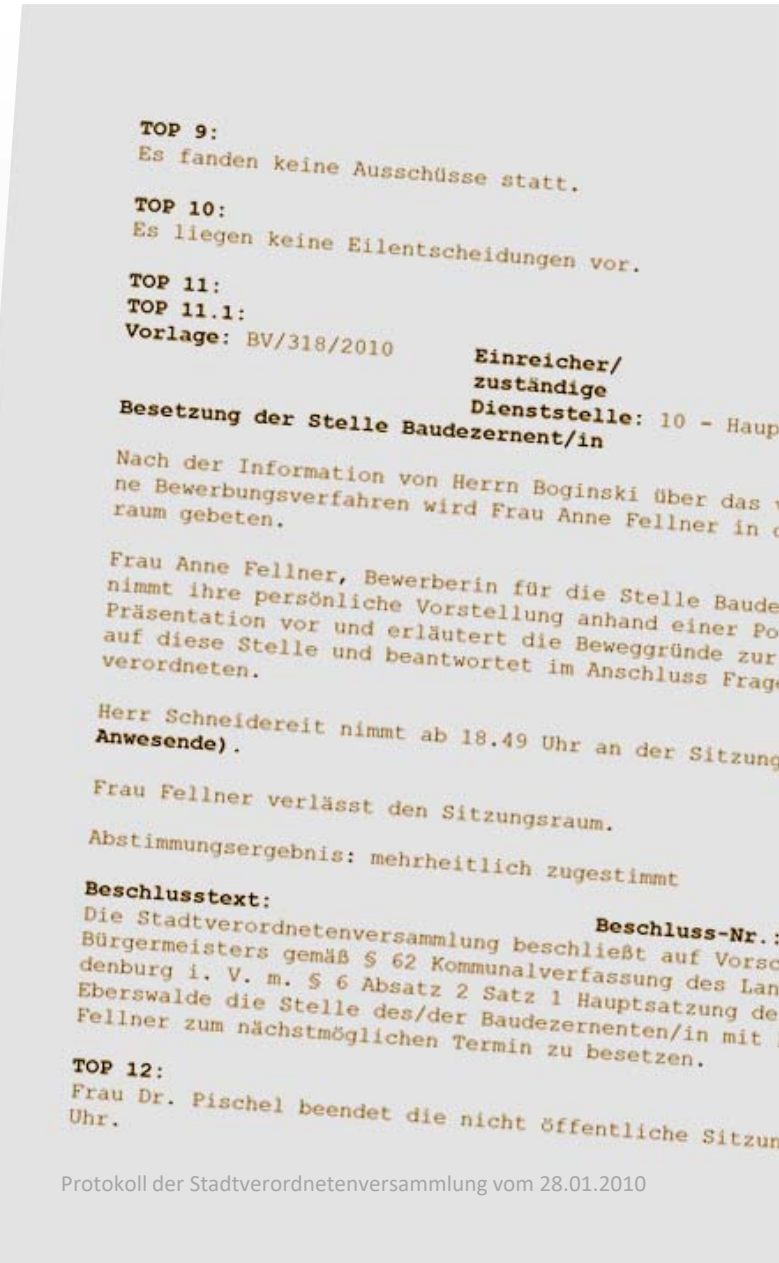 TOP 9:
Es fanden keine Ausschüsse statt.
TOP 10:
Es liegen keine Eilentscheidungen vor.
TOP 11:
TOP 11.1:
Vorlage: BV/318/2010
Einreicher/
zuständige
Dienststelle: 10 - Haup
Besetzung der Stelle Baudezernent/in
Nach der Information von Herrn Boginski über das
ne Bewerbungsverfahren wird Frau Anne Fellner in
raum gebeten.
Frau Anne Fellner, Bewerberin für die Stelle Baude
nimmt ihre persönliche Vorstellung anhand einer Po
Präsentation vor und erläutert die Beweggründe zur
auf diese Stelle und beantwortet im Anschluss Frage
verordneten.
Herr Schneidereit nimmt ab 18.49 Uhr an der Sitzung
Anwesende).
Frau Fellner verlässt den Sitzungsraum.
Abstimmungsergebnis: mehrheitlich zugestimmt
Beschlusstext:
Beschluss-Nr.:
Die Stadtverordnetenversammlung beschließt auf Vorsc
Bürgermeisters gemäß § 62 Kommunalverfassung des Lan
denburg i. V. m. § 6 Absatz 2 Satz 1 Hauptsatzung de
Eberswalde die Stelle des/der Baudezernenten/in mit
Fellner zum nächstmöglichen Termin zu besetzen.
TOP 12:
Frau Dr. Pischel beendet die nicht öffentliche Sitzun
Uhr.
Protokoll der Stadtverordnetenversammlung vom 28.01.2010